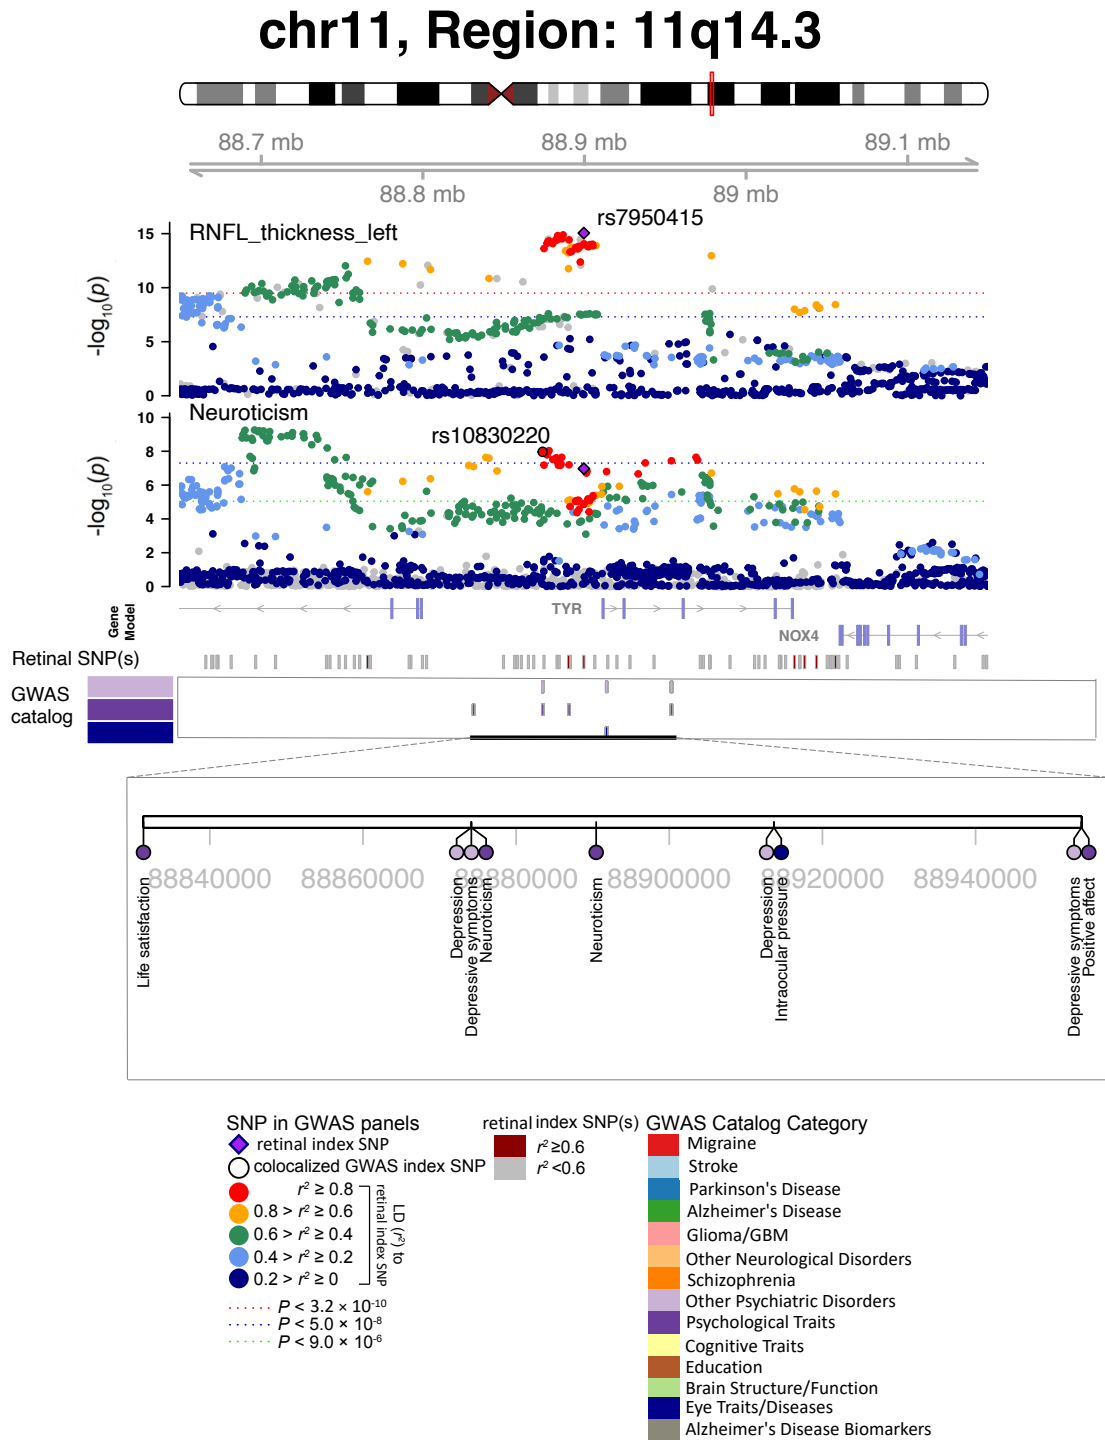 chr11, Region: 11q14.3
88.7 mb
88.9 mb
89.1 mb
88.8 mb
89 mb
rs7950415
RNFL_thickness_left
15
10
5
0
-log10(p)
Neuroticism
rs10830220
10
8
6
4
2
0
-log10(p)
Gene Model
TYR
NOX4
Retinal SNP(s)
GWAS
catalog
88840000
88860000
88880000
88900000
88920000
88940000
Life satisfaction
Depression
Depressive symptoms
Neuroticism
Neuroticism
Depression
Intraocular pressure
Depressive symptoms
Positive affect
SNP in GWAS panels
retinal index SNP
colocalized GWAS index SNP
r² ≥ 0.8
0.8 > r² ≥ 0.6
0.6 > r² ≥ 0.4
0.4 > r² ≥ 0.2
0.2 > r² ≥ 0
LD (r²) to
retinal index SNP
P < 3.2 × 10⁻¹⁰
P < 5.0 × 10⁻⁸
P < 9.0 × 10⁻⁶
retinal index SNP(s)
r² ≥0.6
r² <0.6
GWAS Catalog Category
Migraine
Stroke
Parkinson's Disease
Alzheimer's Disease
Glioma/GBM
Other Neurological Disorders
Schizophrenia
Other Psychiatric Disorders
Psychological Traits
Cognitive Traits
Education
Brain Structure/Function
Eye Traits/Diseases
Alzheimer's Disease Biomarkers